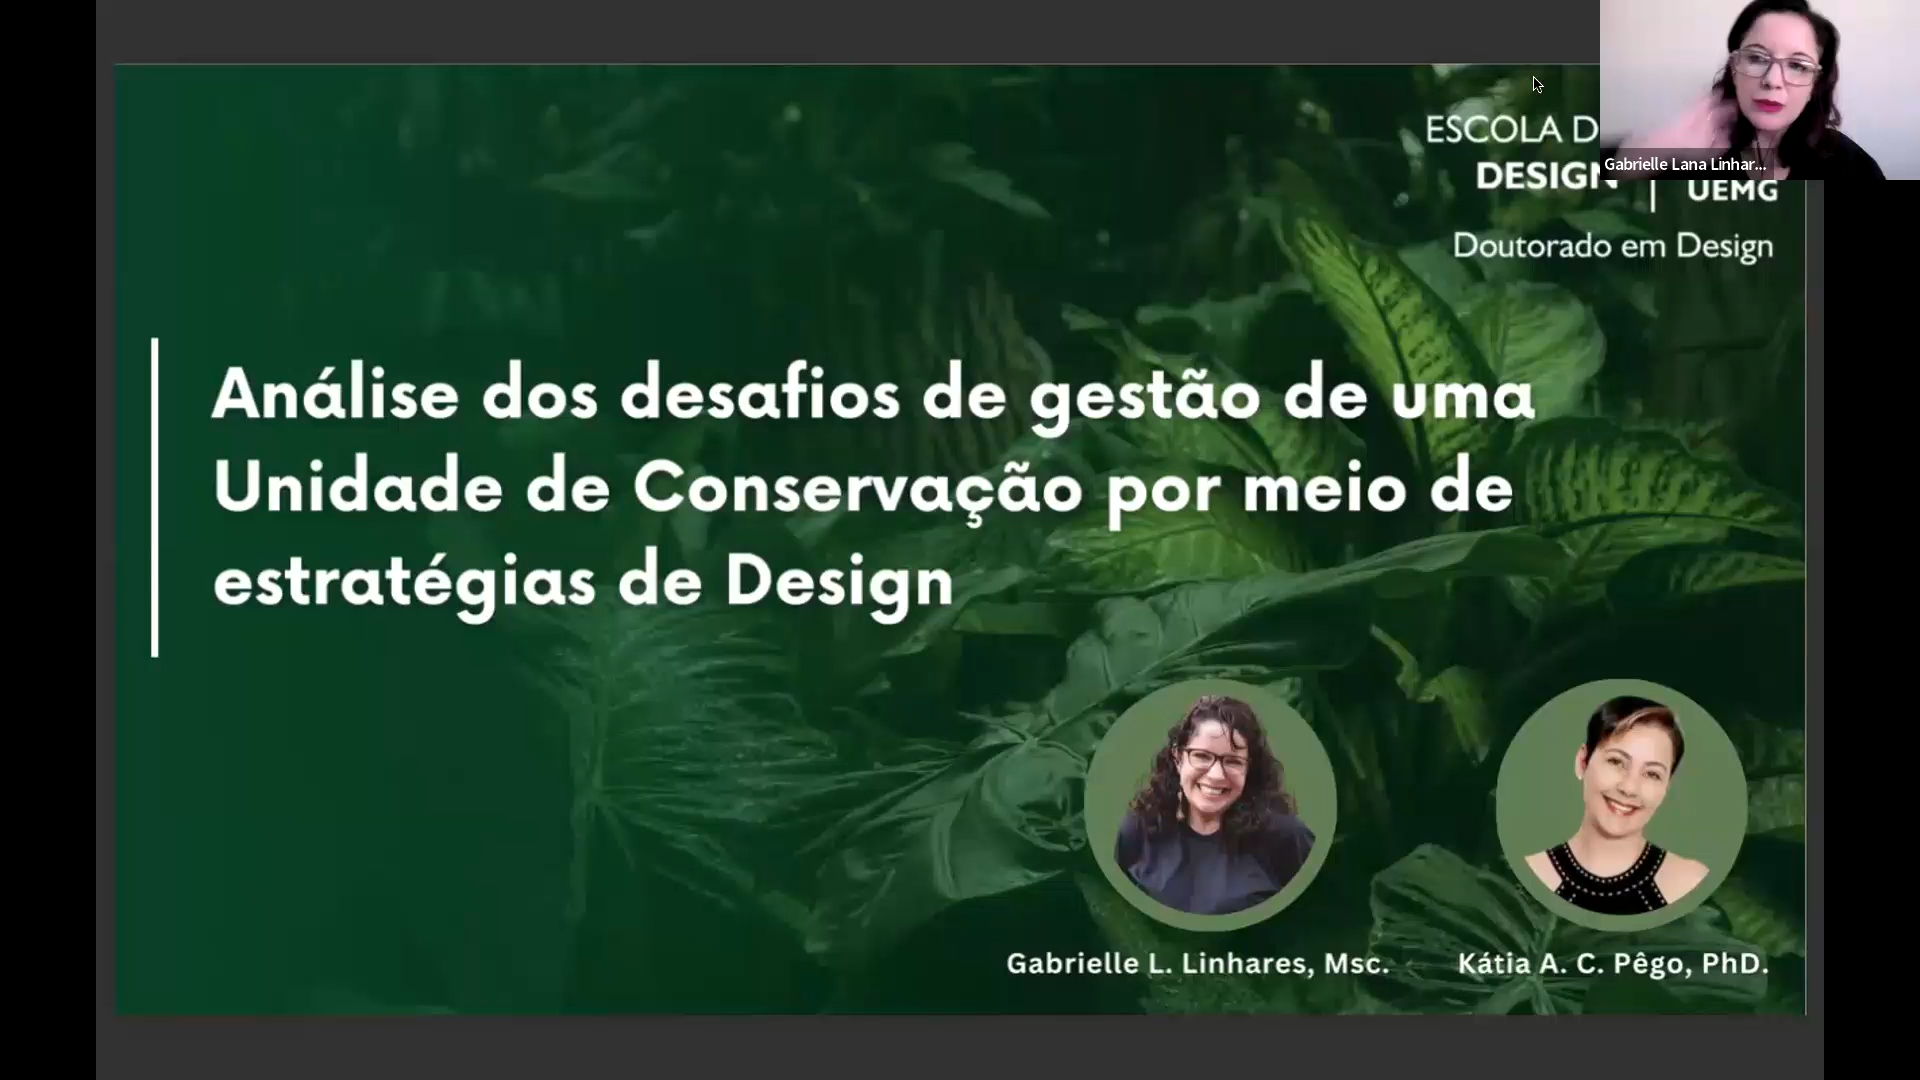 ESCOLA D
DESIGN | UEMG
Doutorado em Design
Gabrielle Lana Linhar...
Análise dos desafios de gestão de uma
Unidade de Conservação por meio de
estratégias de Design
Gabrielle L. Linhares, Msc.
Kátia A. C. Pêgo, PhD.